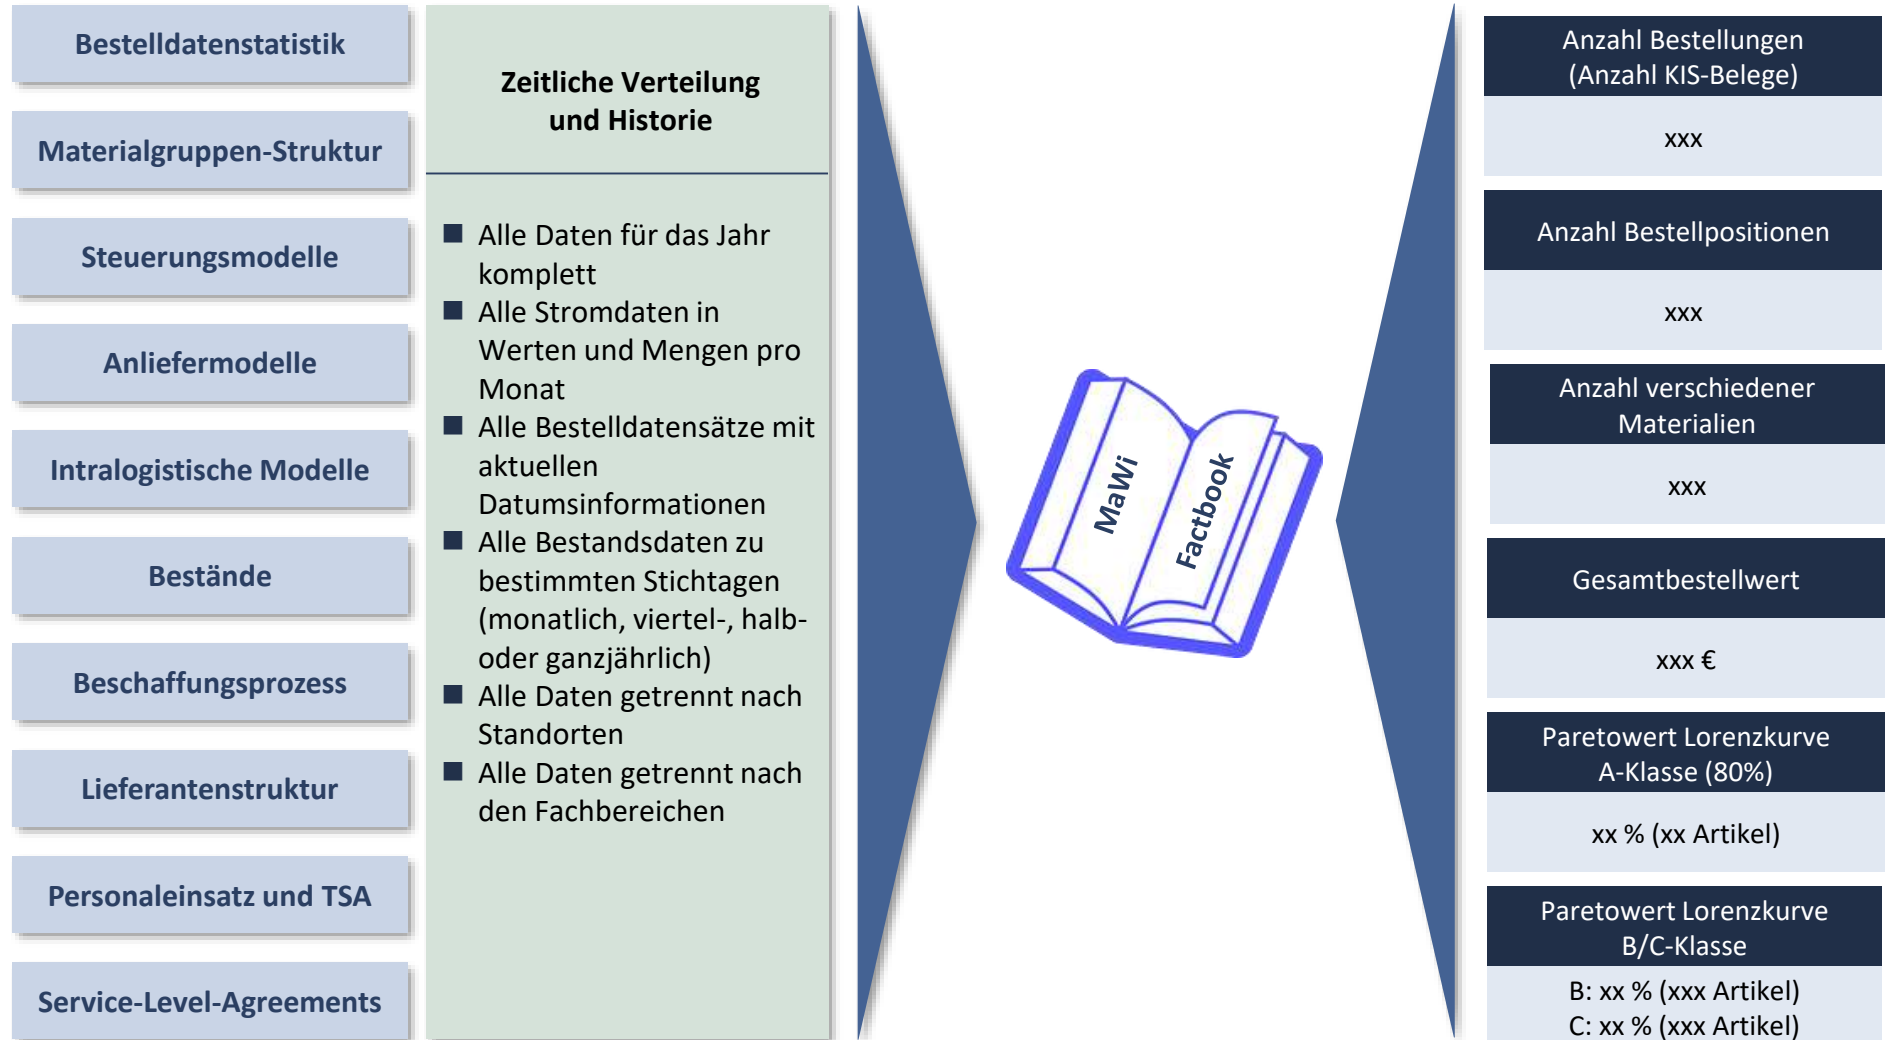 Bestelldatenstatistik
Materialgruppen-Struktur
Steuerungsmodelle
Anliefermodelle
Intralogistische Modelle
Bestände
Beschaffungsprozess
Lieferantenstruktur
Personaleinsatz und TSA
Service-Level-Agreements
Zeitliche Verteilung
und Historie
Alle Daten für das Jahr
komplett
Alle Stromdaten in
Werten und Mengen pro
Monat
Alle Bestelldatensätze mit
aktuellen
Datumsinformationen
Alle Bestandsdaten zu
bestimmten Stichtagen
(monatlich, viertel-, halb-
oder ganzjährlich)
Alle Daten getrennt nach
Standorten
Alle Daten getrennt nach
den Fachbereichen
MaWi
Factbook
Anzahl Bestellungen
(Anzahl KIS-Belege)
xxx
Anzahl Bestellpositionen
xxx
Anzahl verschiedener
Materialien
xxx
Gesamtbestellwert
xxx €
Paretowert Lorenzkurve
A-Klasse (80%)
xx % (xx Artikel)
Paretowert Lorenzkurve
B/C-Klasse
B: xx % (xxx Artikel)
C: xx % (xxx Artikel)